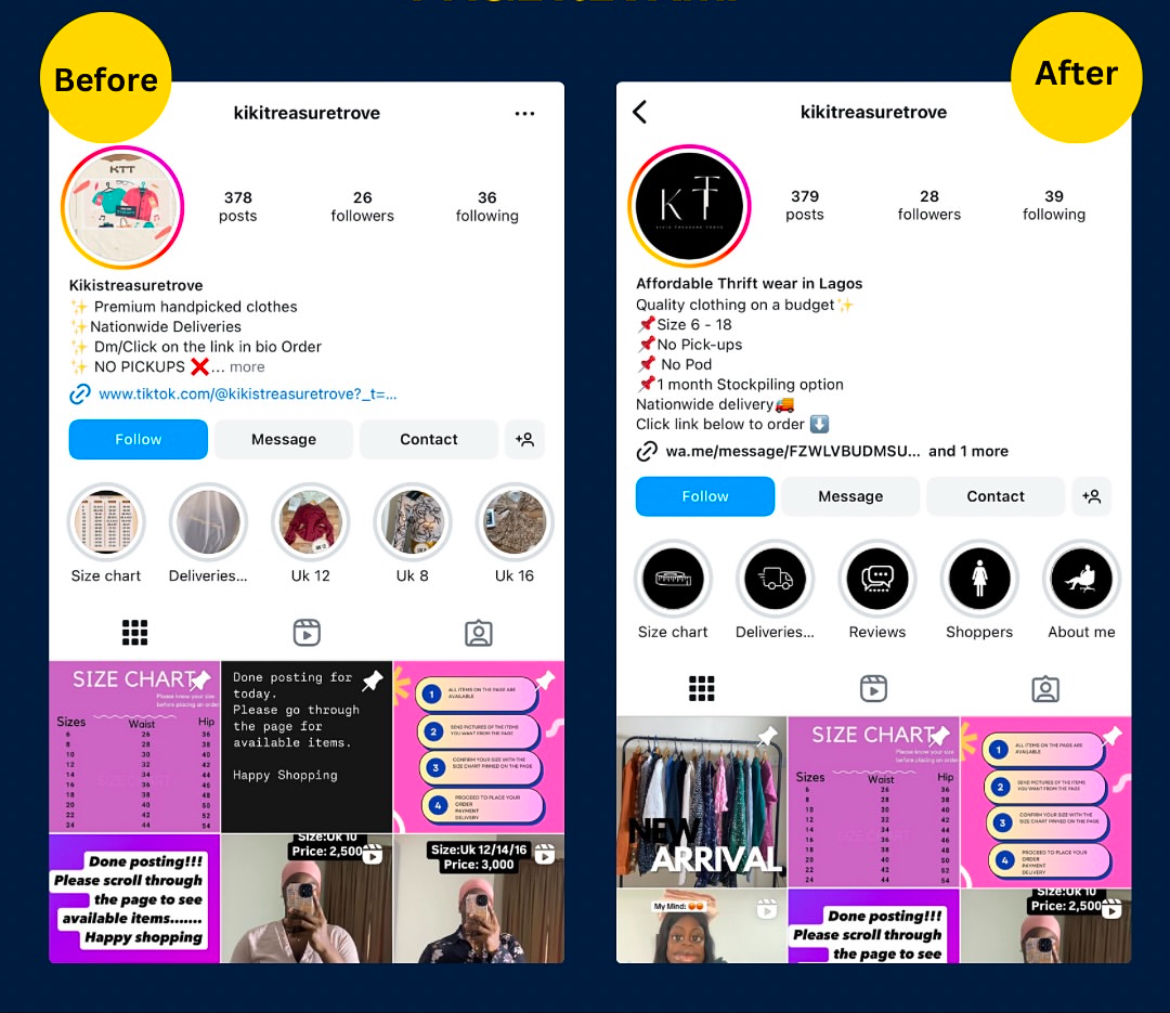 Before
kikitreasuretrove
KTT
378
posts
26
followers
36
following
Kikistreasuretrove
✨ Premium handpicked clothes
✨Nationwide Deliveries
✨ Dm/Click on the link in bio Order
✨ NO PICKUPS ❌... more
www.tiktok.com/@kikistreasuretrove?_t=...
Follow
Message
Contact
Size chart
Deliveries...
Uk 12
Uk 8
Uk 16
SIZE CHART
Please know your size
before placing an order
Sizes Waist Hip
6 26 36
8 28 38
10 30 40
12 32 42
14 34 44
16 36 46
18 38 48
20 40 50
22 42 52
24 44 54
Done posting for
today.
Please go through
the page for
available items.
Happy Shopping
1 ALL ITEMS ON THE PAGE ARE
AVAILABLE
2 SEND PICTURES OF THE ITEMS
YOU WANT FROM THE PAGE
3 CONFIRM YOUR SIZE WITH THE
SIZE CHART PINNED ON THE PAGE
4 PROCEED TO PLACE YOUR
ORDER
PAYMENT
DELIVERY
Done posting!!!
Please scroll through
the page to see
available items.......
Happy shopping
Size:Uk 10
Price: 2,500
Size:Uk 12/14/16
Price: 3,000
After
kikitreasuretrove
KTT
379
posts
28
followers
39
following
Affordable Thrift wear in Lagos
Quality clothing on a budget✨
📌Size 6 - 18
📌No Pick-ups
📌 No Pod
📌1 month Stockpiling option
Nationwide delivery🚚
Click link below to order ⬇️
wa.me/message/FZWLVBUDMSU... and 1 more
Follow
Message
Contact
Size chart
Deliveries...
Reviews
Shoppers
About me
NEW
ARRIVAL
SIZE CHART
Please know your size
before placing an order
Sizes Waist Hip
6 26 36
8 28 38
10 30 40
12 32 42
14 34 44
16 36 46
18 38 48
20 40 50
22 42 52
24 44 54
1 ALL ITEMS ON THE PAGE ARE
AVAILABLE
2 SEND PICTURES OF THE ITEMS
YOU WANT FROM THE PAGE
3 CONFIRM YOUR SIZE WITH THE
SIZE CHART PINNED ON THE PAGE
4 PROCEED TO PLACE YOUR
ORDER
PAYMENT
DELIVERY
My Mind: 😍😍
Done posting!!!
Please scroll through
the page to see
Size:Uk 10
Price: 2,500